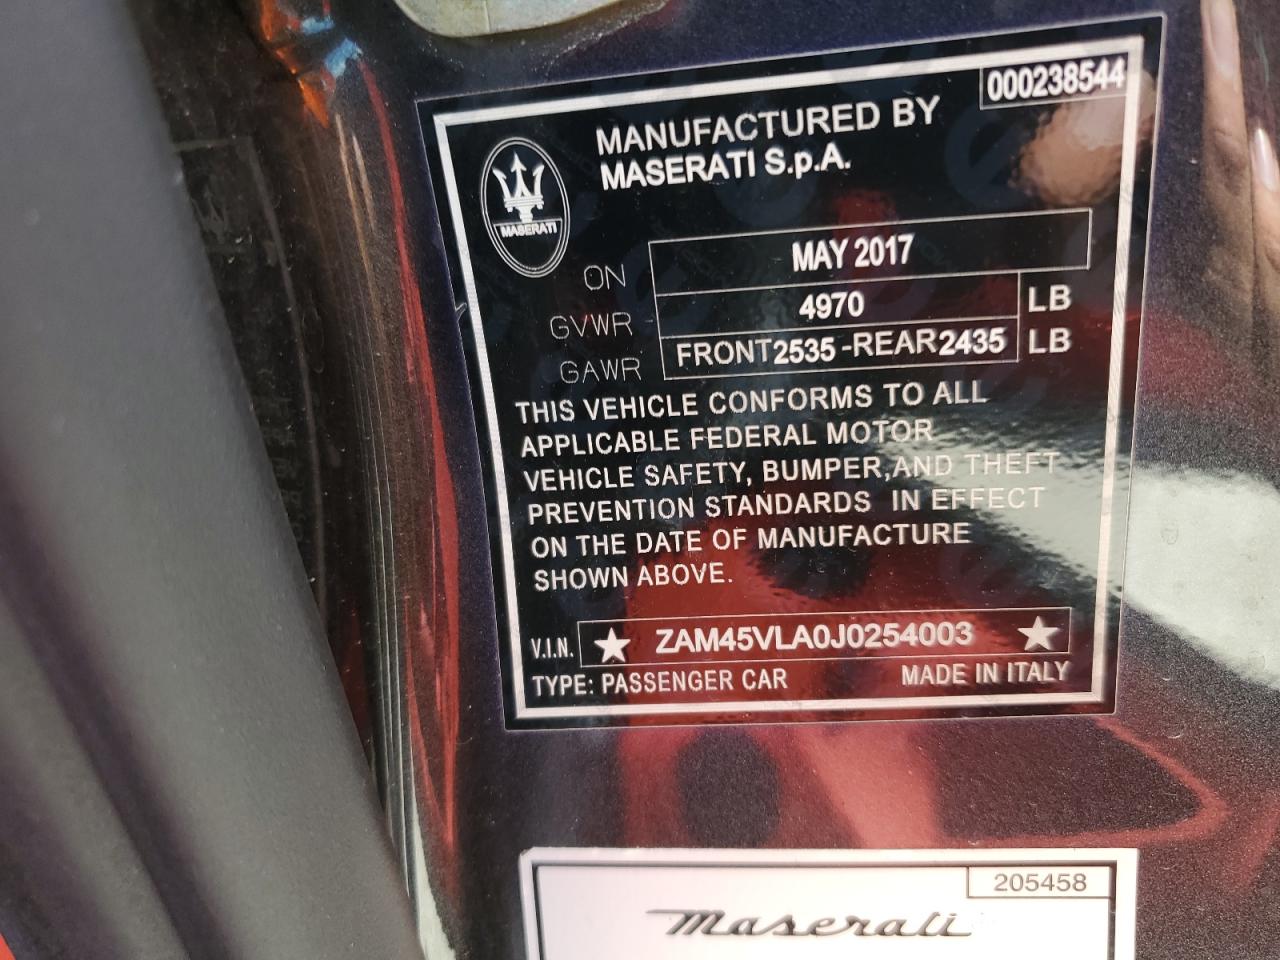 000238544
MANUFACTURED BY
MASERATI S.p.A.
MASERATI
ON MAY 2017
GVWR 4970 LB
GAWR FRONT2535-REAR2435 LB
THIS VEHICLE CONFORMS TO ALL
APPLICABLE FEDERAL MOTOR
VEHICLE SAFETY, BUMPER,AND THEFT
PREVENTION STANDARDS IN EFFECT
ON THE DATE OF MANUFACTURE
SHOWN ABOVE.
V.I.N. ★ ZAM45VLA0J0254003 ★
TYPE: PASSENGER CAR MADE IN ITALY
205458
Maserati